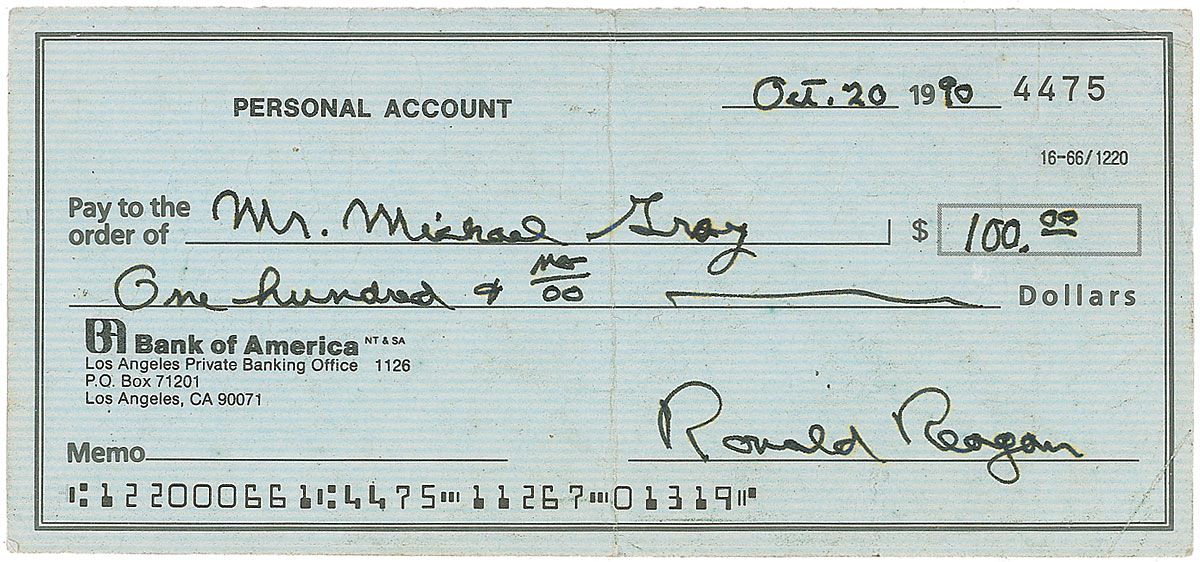 Oct. 20 1990 4475
PERSONAL ACCOUNT
16-66/1220
Pay to the
order of Mr. Michael Gray $ 100.00
One hundred & no/00 Dollars
BA Bank of America NT & SA
Los Angeles Private Banking Office 1126
P.O. Box 71201
Los Angeles, CA 90071
Ronald Reagan
Memo
⑆122000661⑆4475⑉11267⑉01319⑈